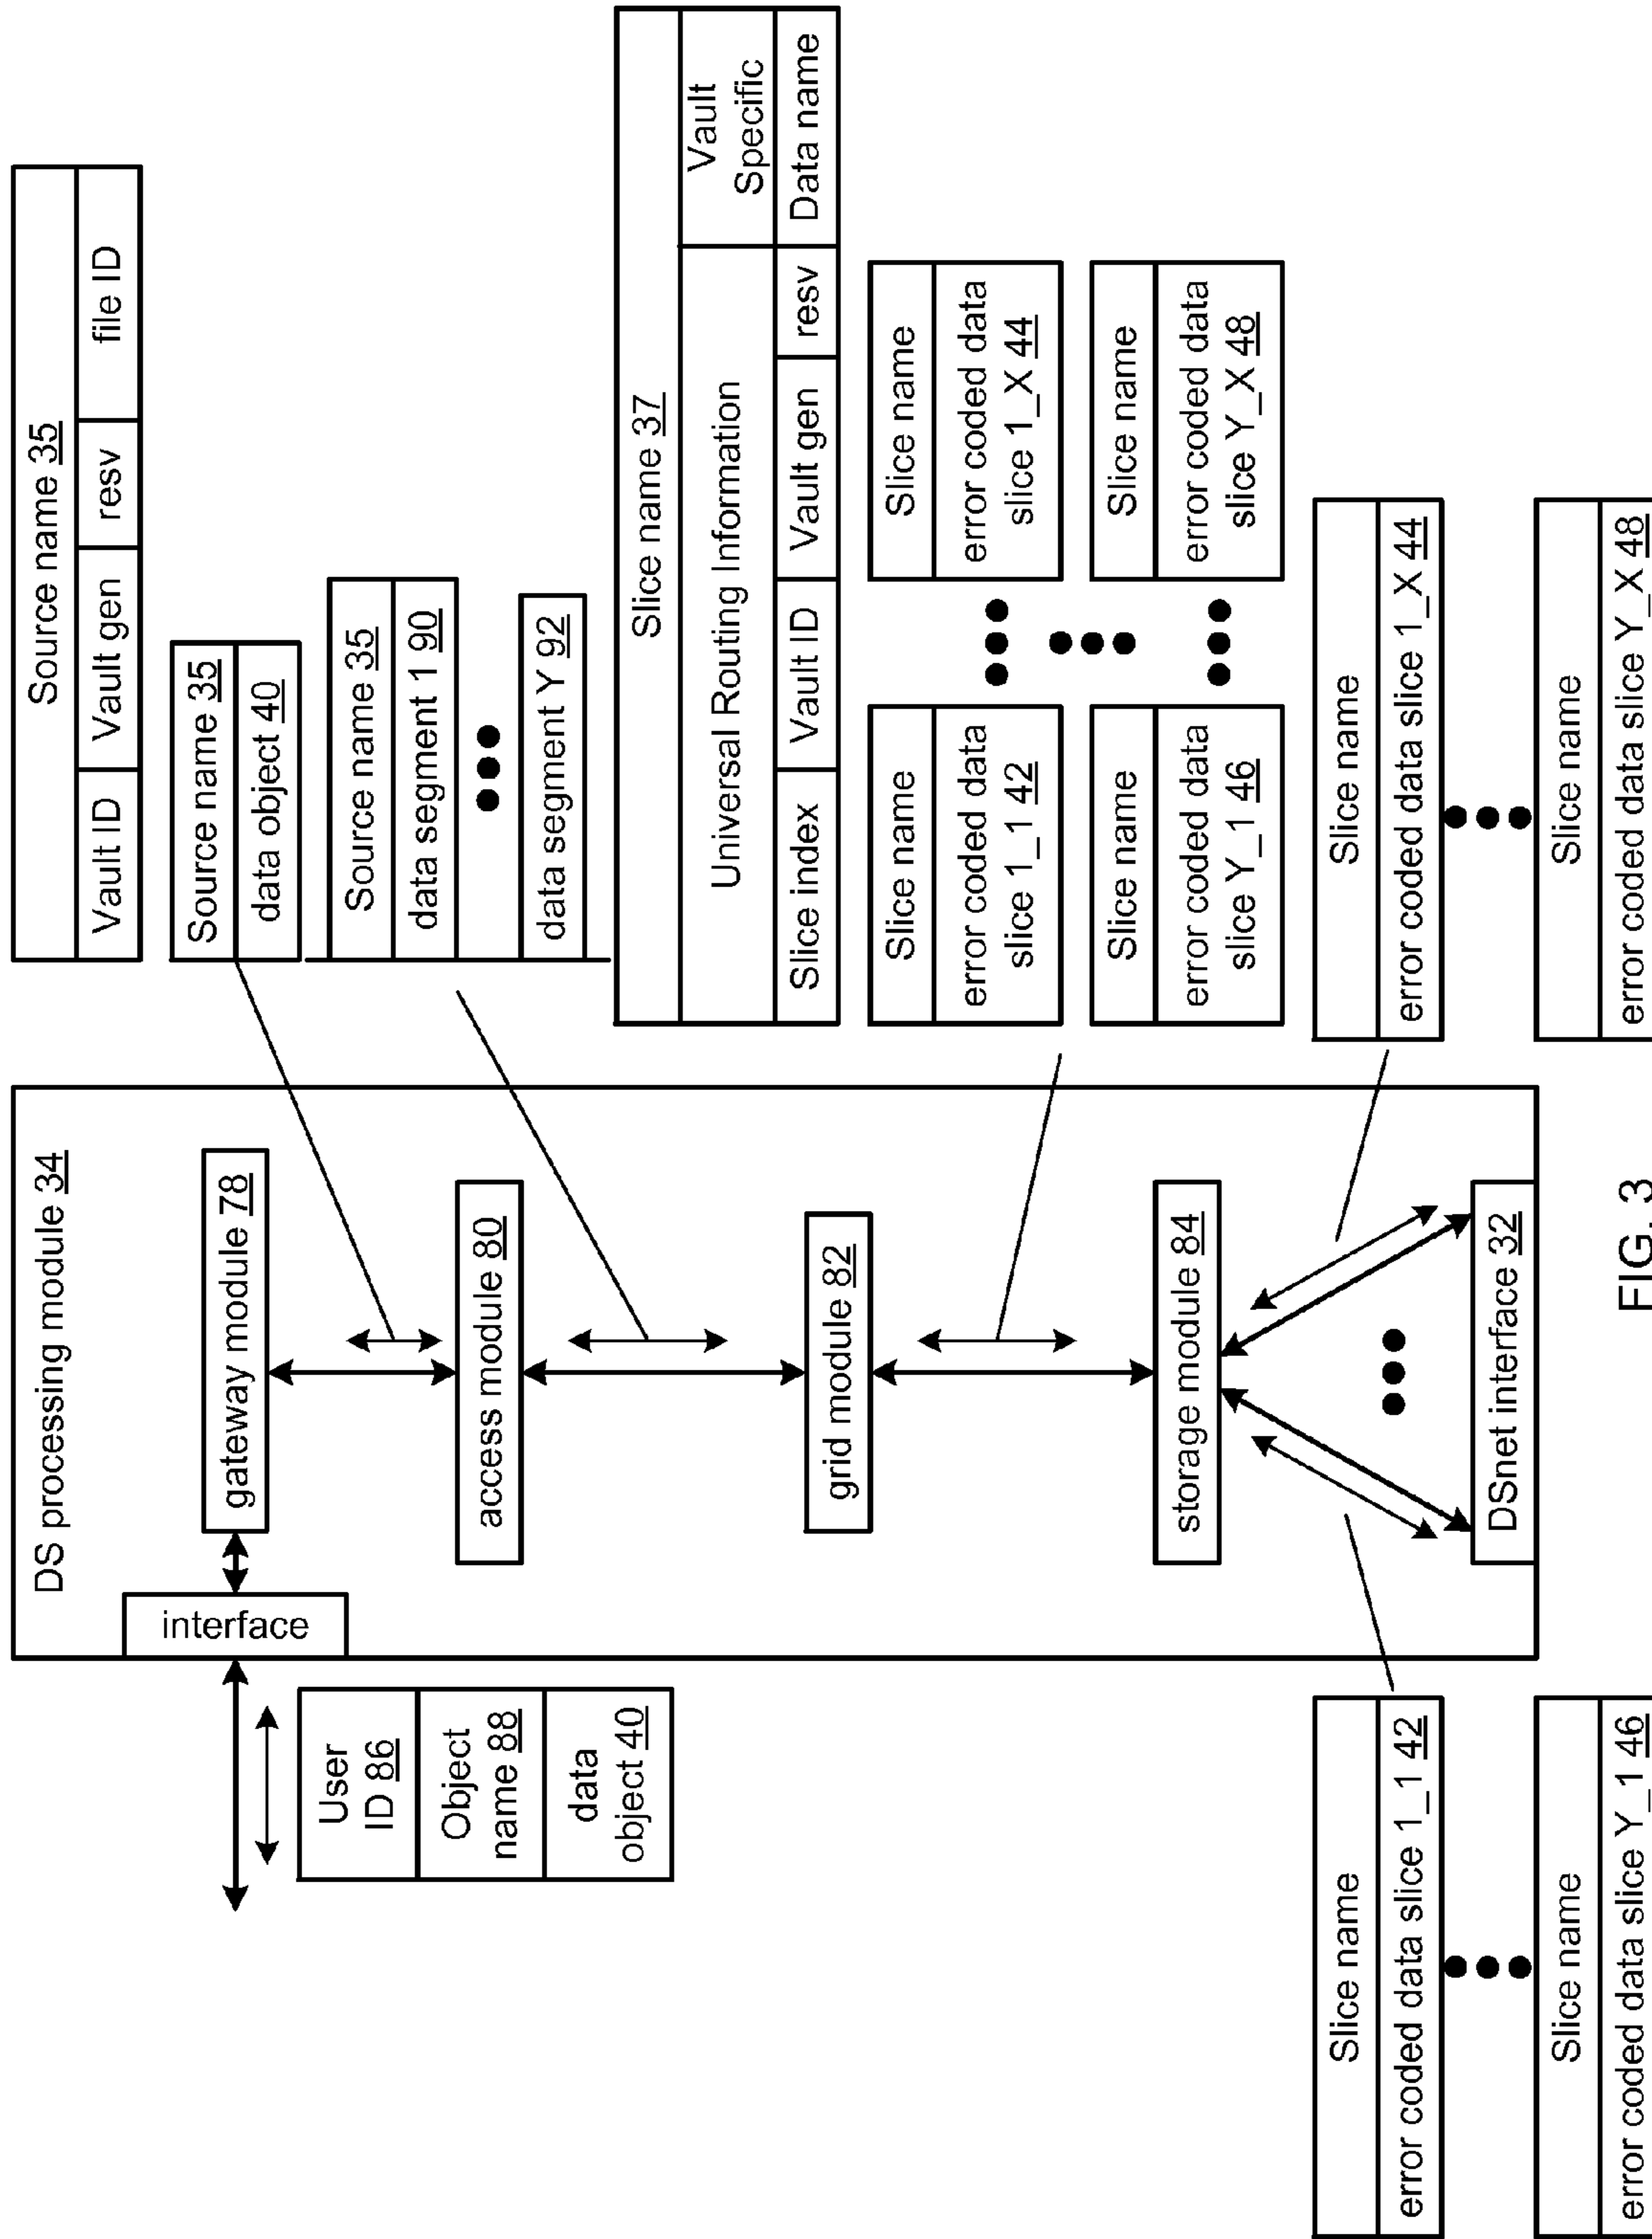 DS processing module 34
interface
gateway module 78
access module 80
grid module 82
storage module 84
DSnet interface 32
User
ID 86
Object
name 88
data
object 40
Source name 35
Vault ID
Vault gen
resv
file ID
Source name 35
data object 40
Source name 35
data segment 1 90
data segment Y 92
Slice name 37
Universal Routing Information
Vault
Specific
Slice index
Vault ID
Vault gen
resv
Data name
Slice name
error coded data
slice 1_1 42
Slice name
error coded data
slice 1_X 44
Slice name
error coded data
slice Y_1 46
Slice name
error coded data
slice Y_X 48
Slice name
error coded data slice 1_1 42
Slice name
error coded data slice Y_1 46
Slice name
error coded data slice 1_X 44
Slice name
error coded data slice Y_X 48
FIG. 3